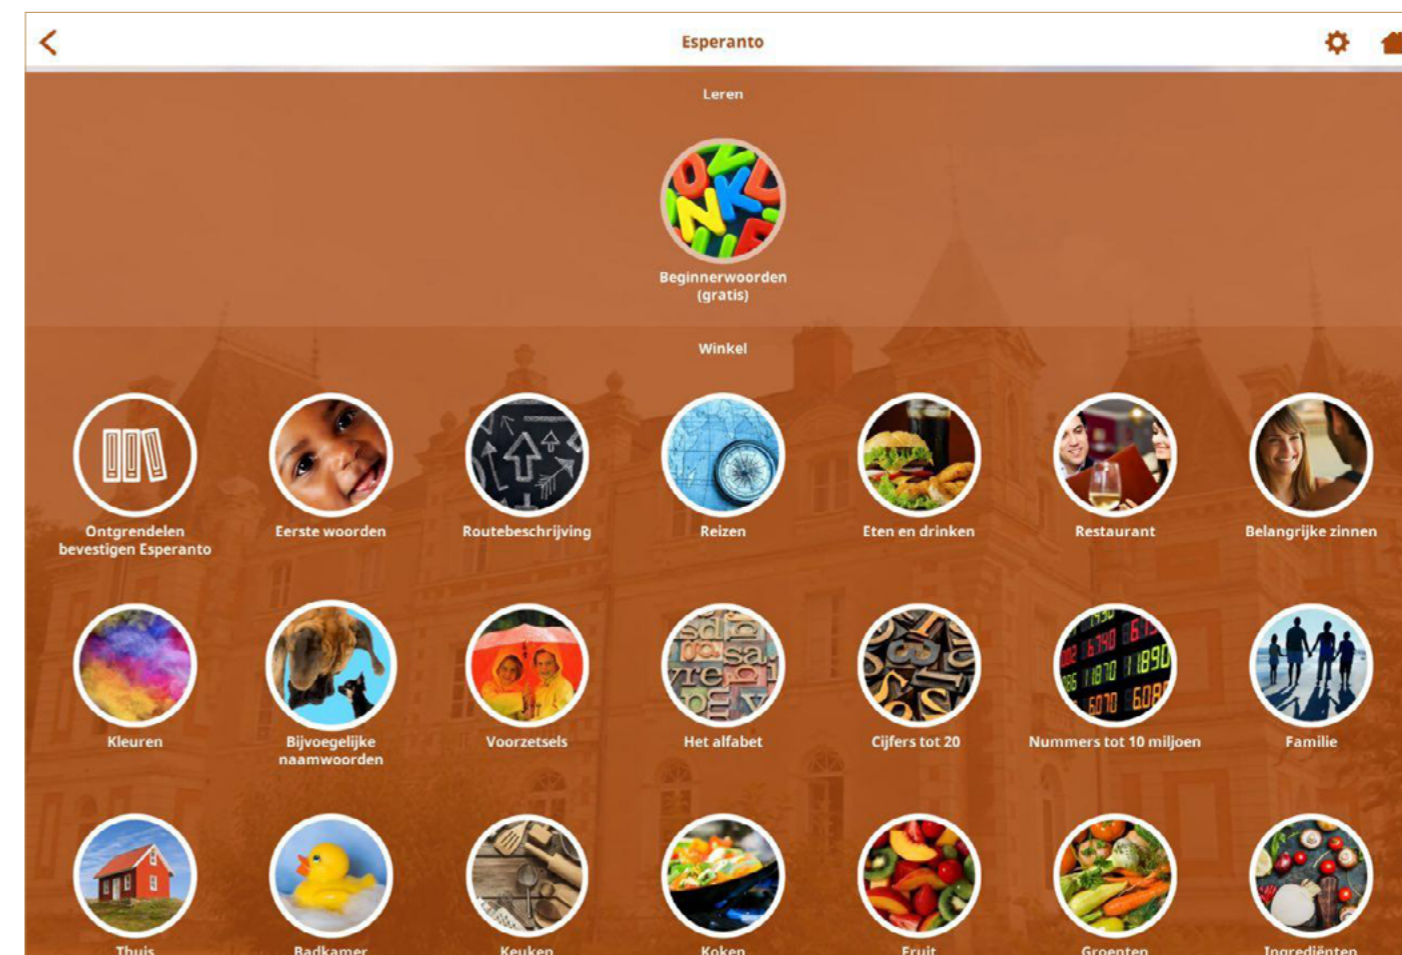 Esperanto
Leren
Beginnerwoorden
(gratis)
Winkel
Ontgrendelen
bevestigen Esperanto
Eerste woorden
Routebeschrijving
Reizen
Eten en drinken
Restaurant
Belangrijke zinnen
Kleuren
Bijvoegelijke
naamwoorden
Voorzetsels
Het alfabet
Cijfers tot 20
Nummers tot 10 miljoen
Familie
Thuis
Badkamer
Keuken
Koken
Fruit
Groenten
Ingrediënten